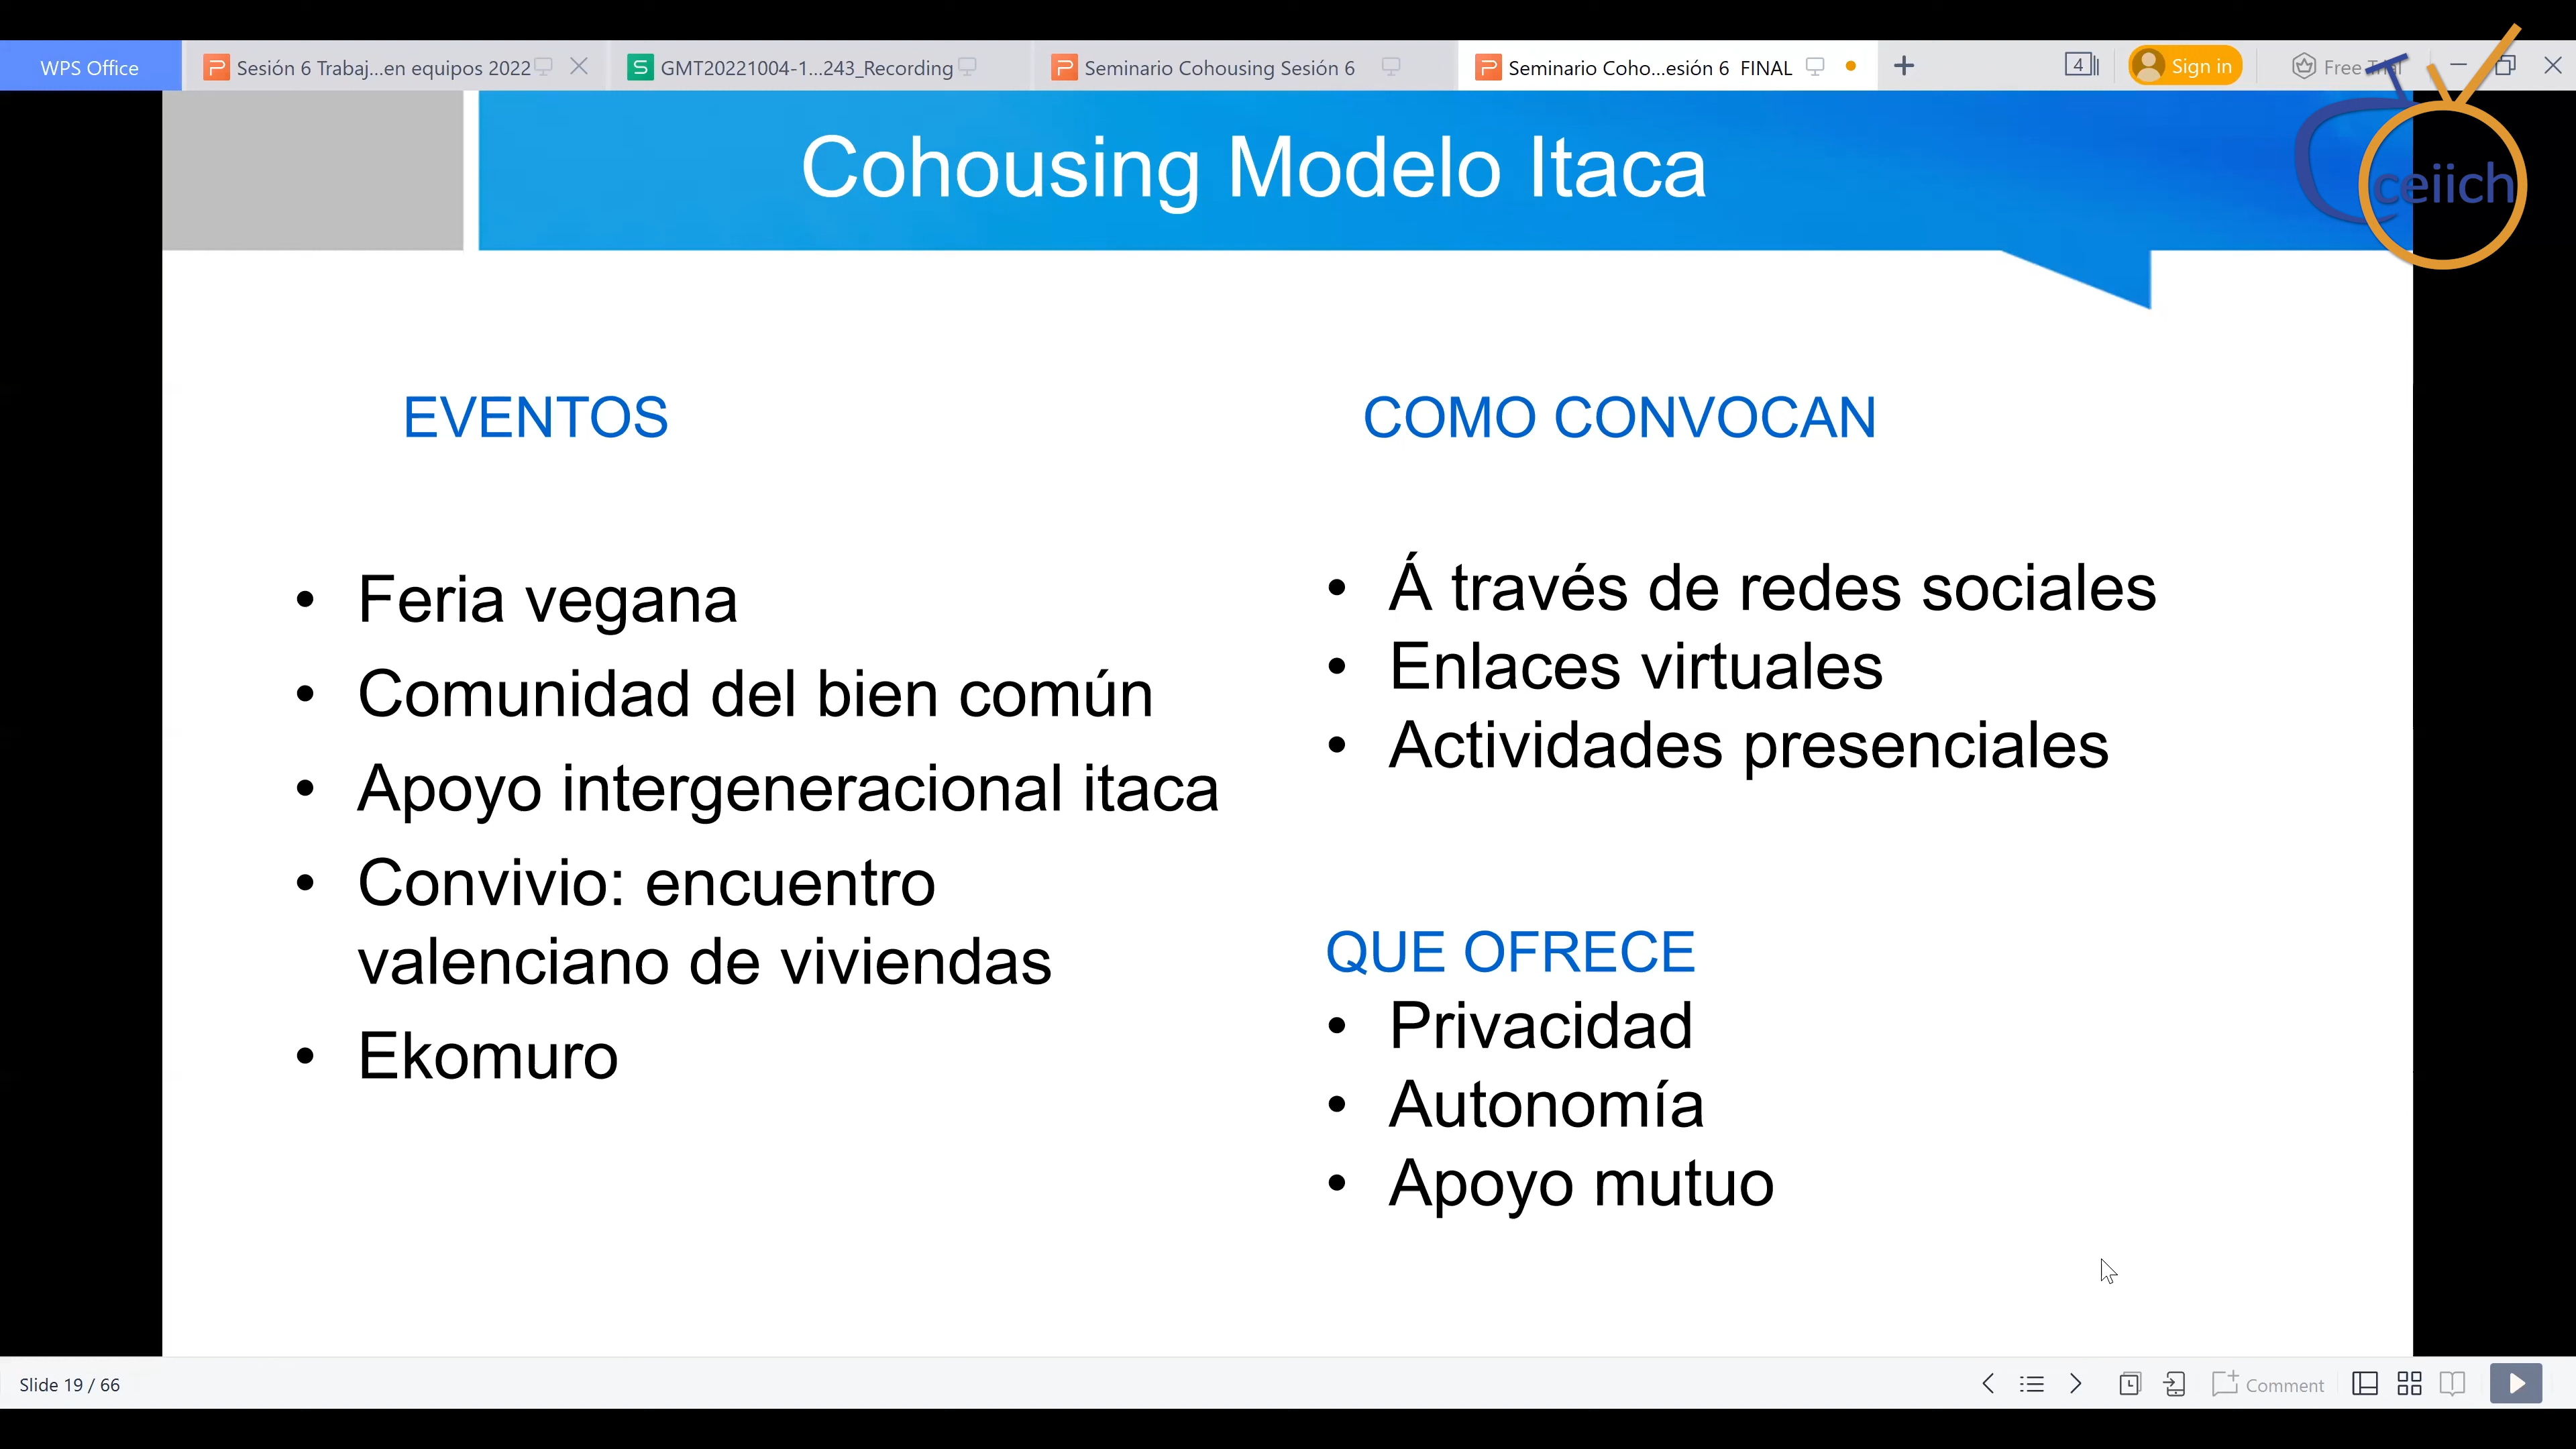 WPS Office
Sesión 6 Trabaj...en equipos 2022
GMT20221004-1...243_Recording
Seminario Cohousing Sesión 6
Seminario Coho...esión 6 FINAL
4
Sign in
Free Trial
TV
ceiich
Cohousing Modelo Itaca
EVENTOS
• Feria vegana
• Comunidad del bien común
• Apoyo intergeneracional itaca
• Convivio: encuentro
valenciano de viviendas
• Ekomuro
COMO CONVOCAN
• Á través de redes sociales
• Enlaces virtuales
• Actividades presenciales
QUE OFRECE
• Privacidad
• Autonomía
• Apoyo mutuo
Slide 19 / 66
Comment